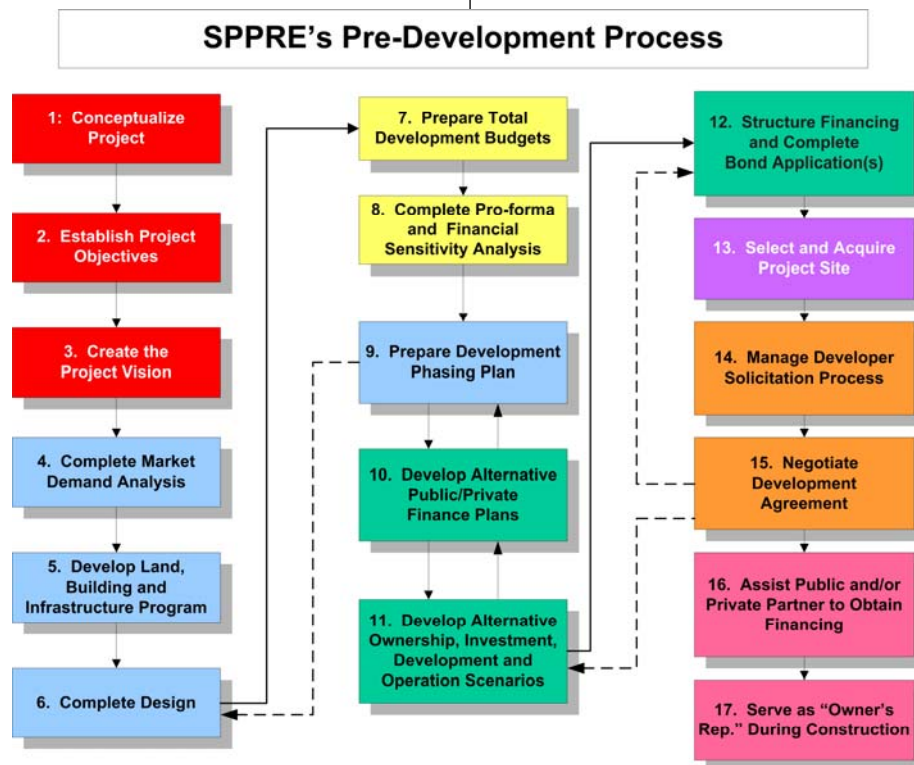 SPPRE's Pre-Development Process
1: Conceptualize
Project
2. Establish Project
Objectives
3. Create the
Project Vision
4. Complete Market
Demand Analysis
5. Develop Land,
Building and
Infrastructure Program
6. Complete Design
7. Prepare Total
Development Budgets
8. Complete Pro-forma
and Financial
Sensitivity Analysis
9. Prepare Development
Phasing Plan
10. Develop Alternative
Public/Private
Finance Plans
11. Develop Alternative
Ownership, Investment,
Development and
Operation Scenarios
12. Structure Financing
and Complete
Bond Application(s)
13. Select and Acquire
Project Site
14. Manage Developer
Solicitation Process
15. Negotiate
Development
Agreement
16. Assist Public and/or
Private Partner to Obtain
Financing
17. Serve as “Owner’s
Rep.” During Construction